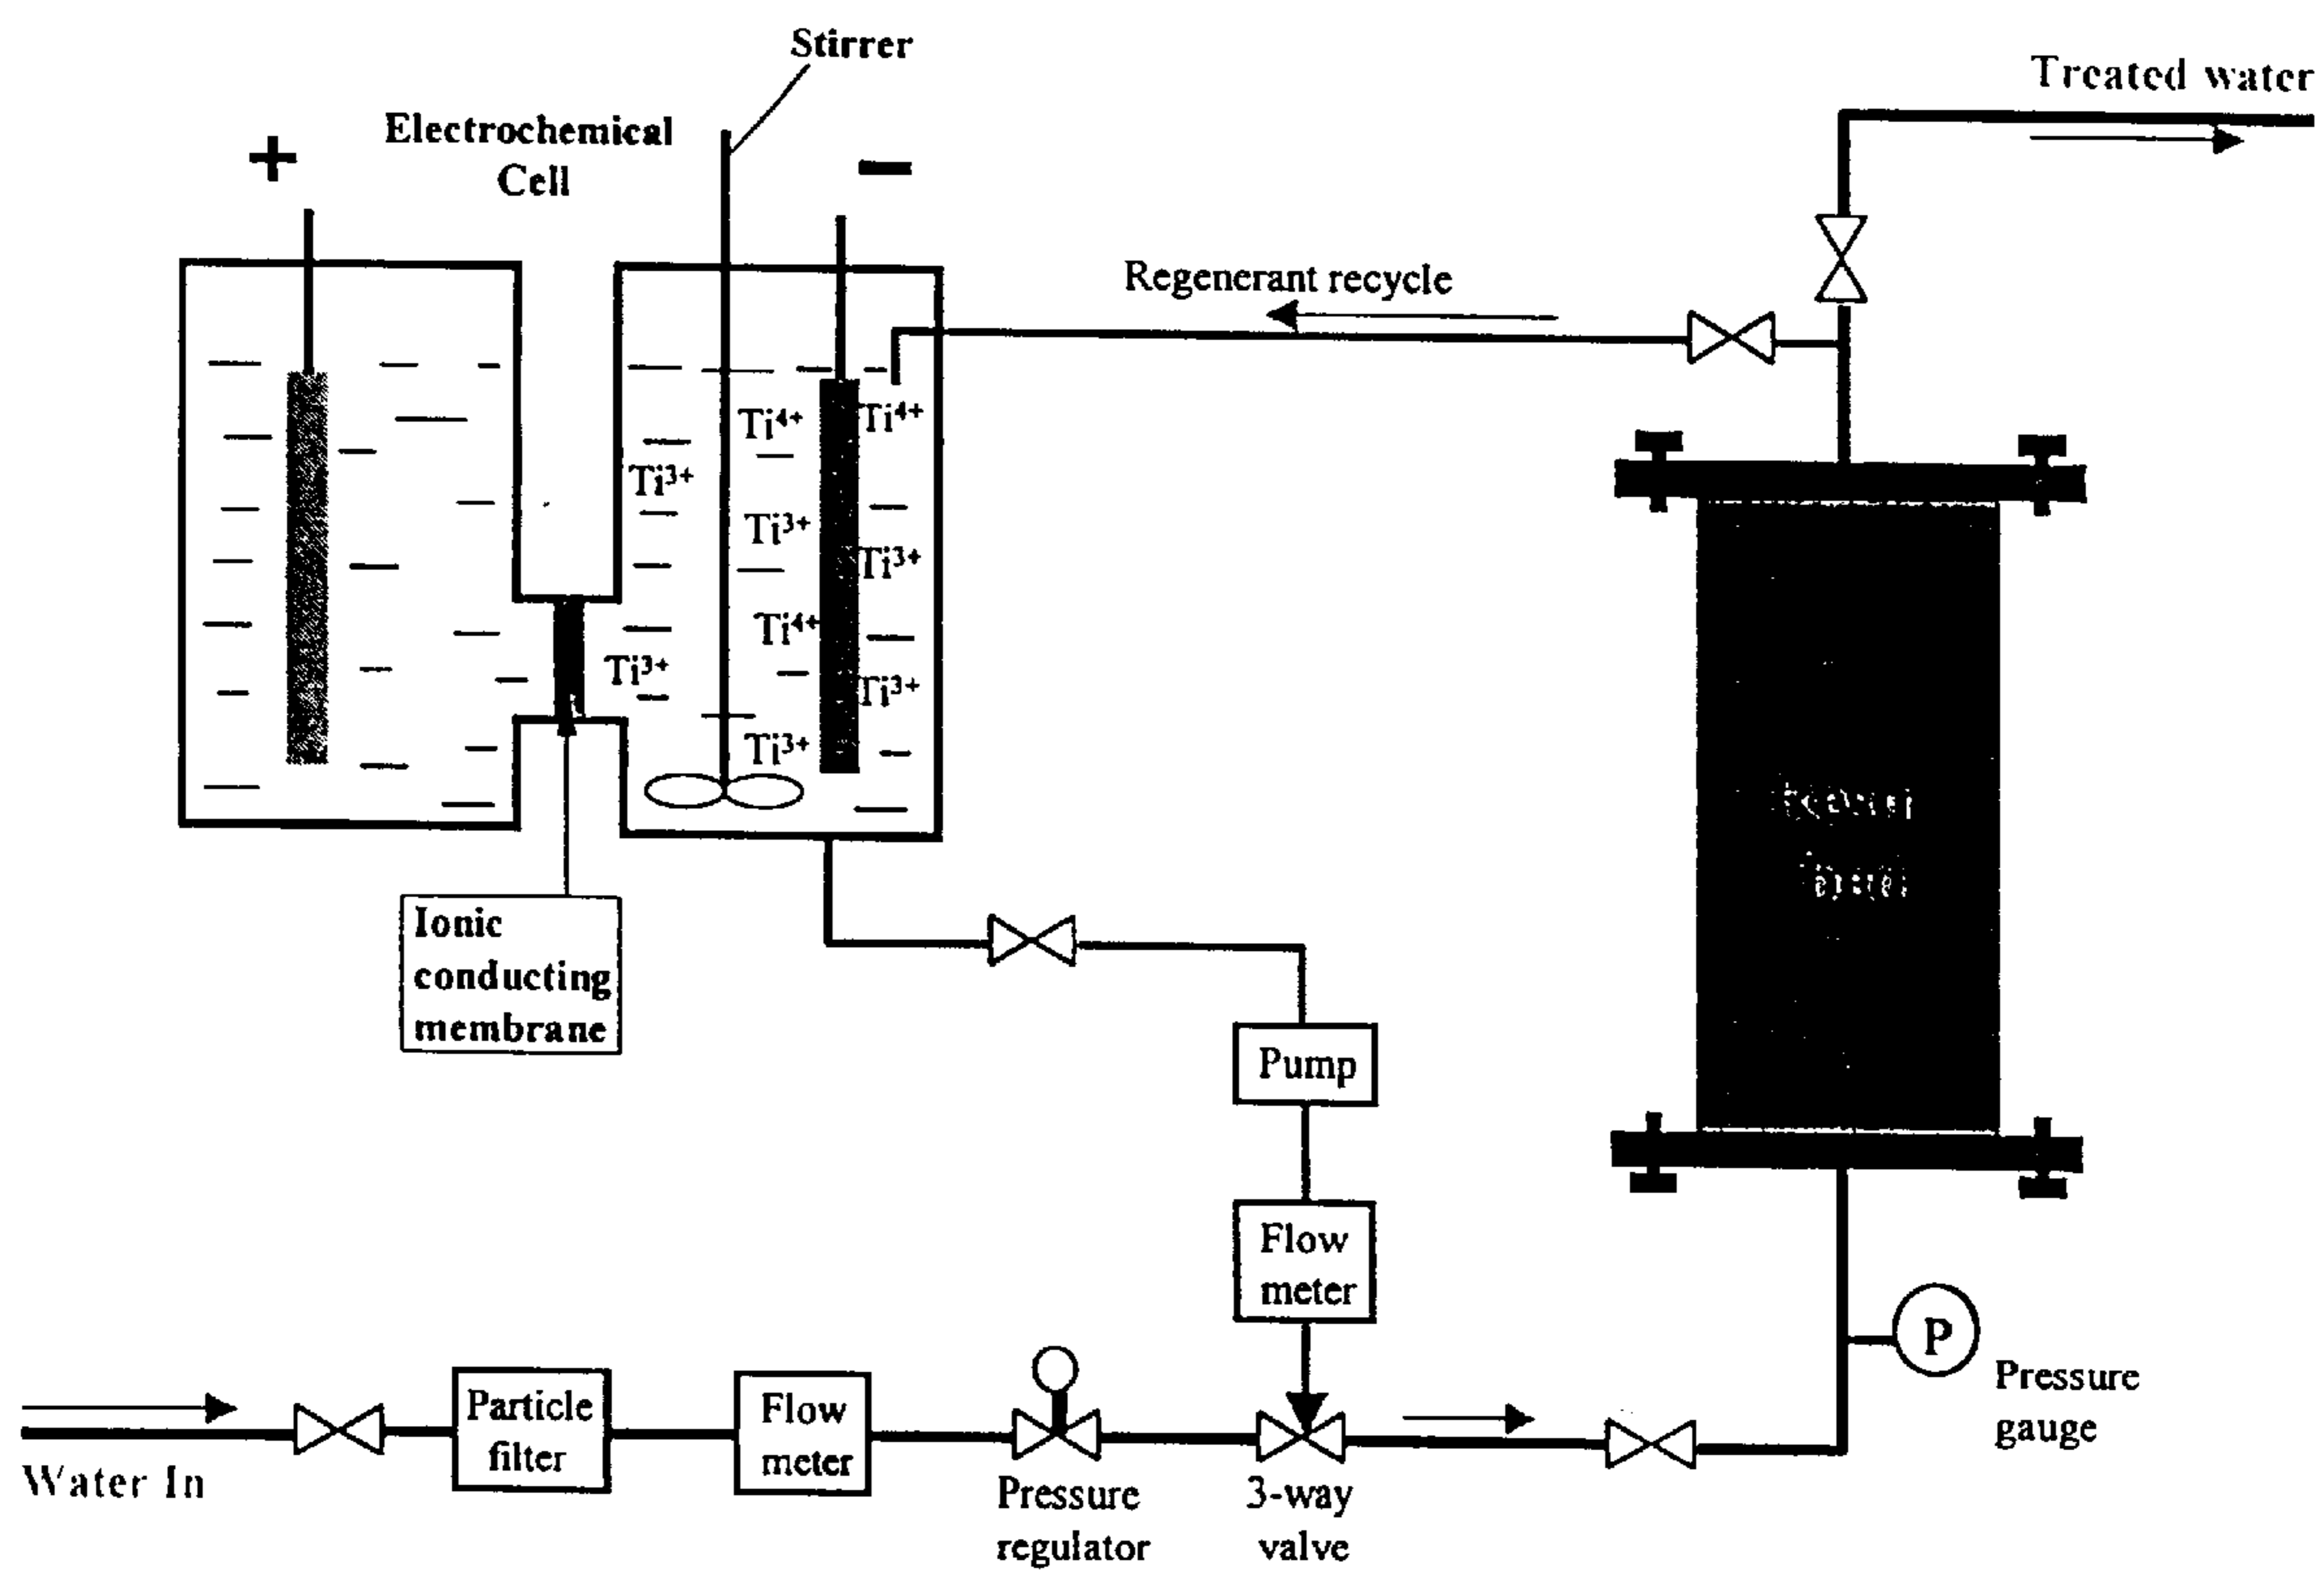 Stirrer
Treated water
Electrochemical
Cell
+
−
Regenerant recycle
Ti⁴⁺
Ti⁴⁺
Ti³⁺
Ti³⁺
Ti³⁺
Ti⁴⁺
Ti³⁺
Ti³⁺
Ti³⁺
Ionic
conducting
membrane
Pump
Flow
meter
P
Pressure
gauge
Water In
Particle
filter
Flow
meter
Pressure
regulator
3-way
valve